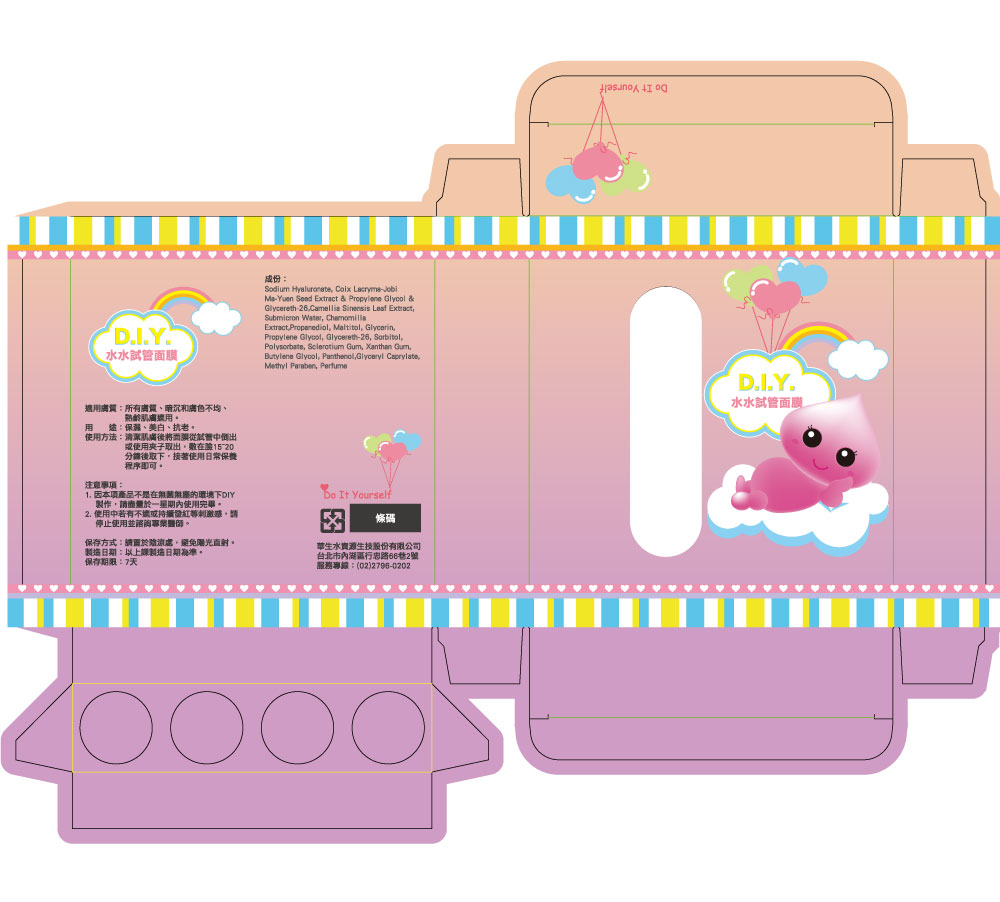 Do It Yourself
D.I.Y.
水水試管面膜
成份：
Sodium Hyaluronate, Coix Lacryma-Jobi
Ma-Yuen Seed Extract & Propylene Glycol &
Glycereth-26,Camellia Sinensis Leaf Extract,
Submicron Water, Chamomilla
Extract,Propanediol, Maltitol, Glycerin,
Propylene Glycol, Glycereth-26, Sorbitol,
Polysorbate, Sclerotium Gum, Xanthan Gum,
Butylene Glycol, Panthenol,Glyceryl Caprylate,
Methyl Paraben, Perfume
適用膚質：所有膚質、暗沉和膚色不均、
熟齡肌膚適用。
用　　途：保濕、美白、抗老。
使用方法：清潔肌膚後將面膜從試管中倒出
或使用夾子取出，敷在臉15~20
分鐘後取下，接著使用日常保養
程序即可。
注意事項：
1. 因本項產品不是在無菌無塵的環境下DIY
製作，請盡量於一星期內使用完畢。
2. 使用中若有不適或持續發紅等刺激感，請
停止使用並諮詢專業醫師。
保存方式：請置於陰涼處，避免陽光直射。
製造日期：以上課製造日期為準。
保存期限：7天
Do It Yourself
條碼
華生水資源生技股份有限公司
台北市內湖區行忠路66巷2號
服務專線：(02)2796-0202
D.I.Y.
水水試管面膜